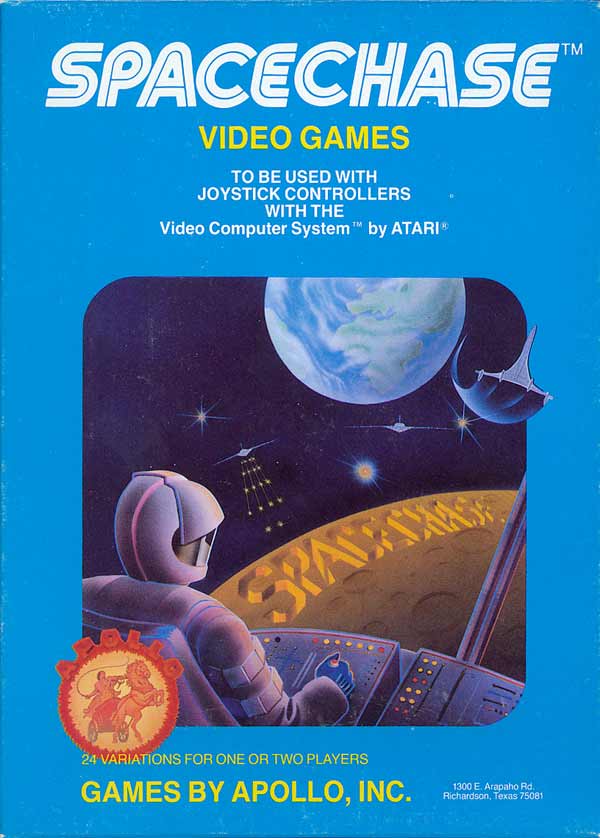 SPACECHASE™
VIDEO GAMES
TO BE USED WITH
JOYSTICK CONTROLLERS
WITH THE
Video Computer System™ by ATARI®
SPACECHASE
APOLLO
24 VARIATIONS FOR ONE OR TWO PLAYERS
GAMES BY APOLLO, INC.
1300 E. Arapaho Rd.
Richardson, Texas 75081